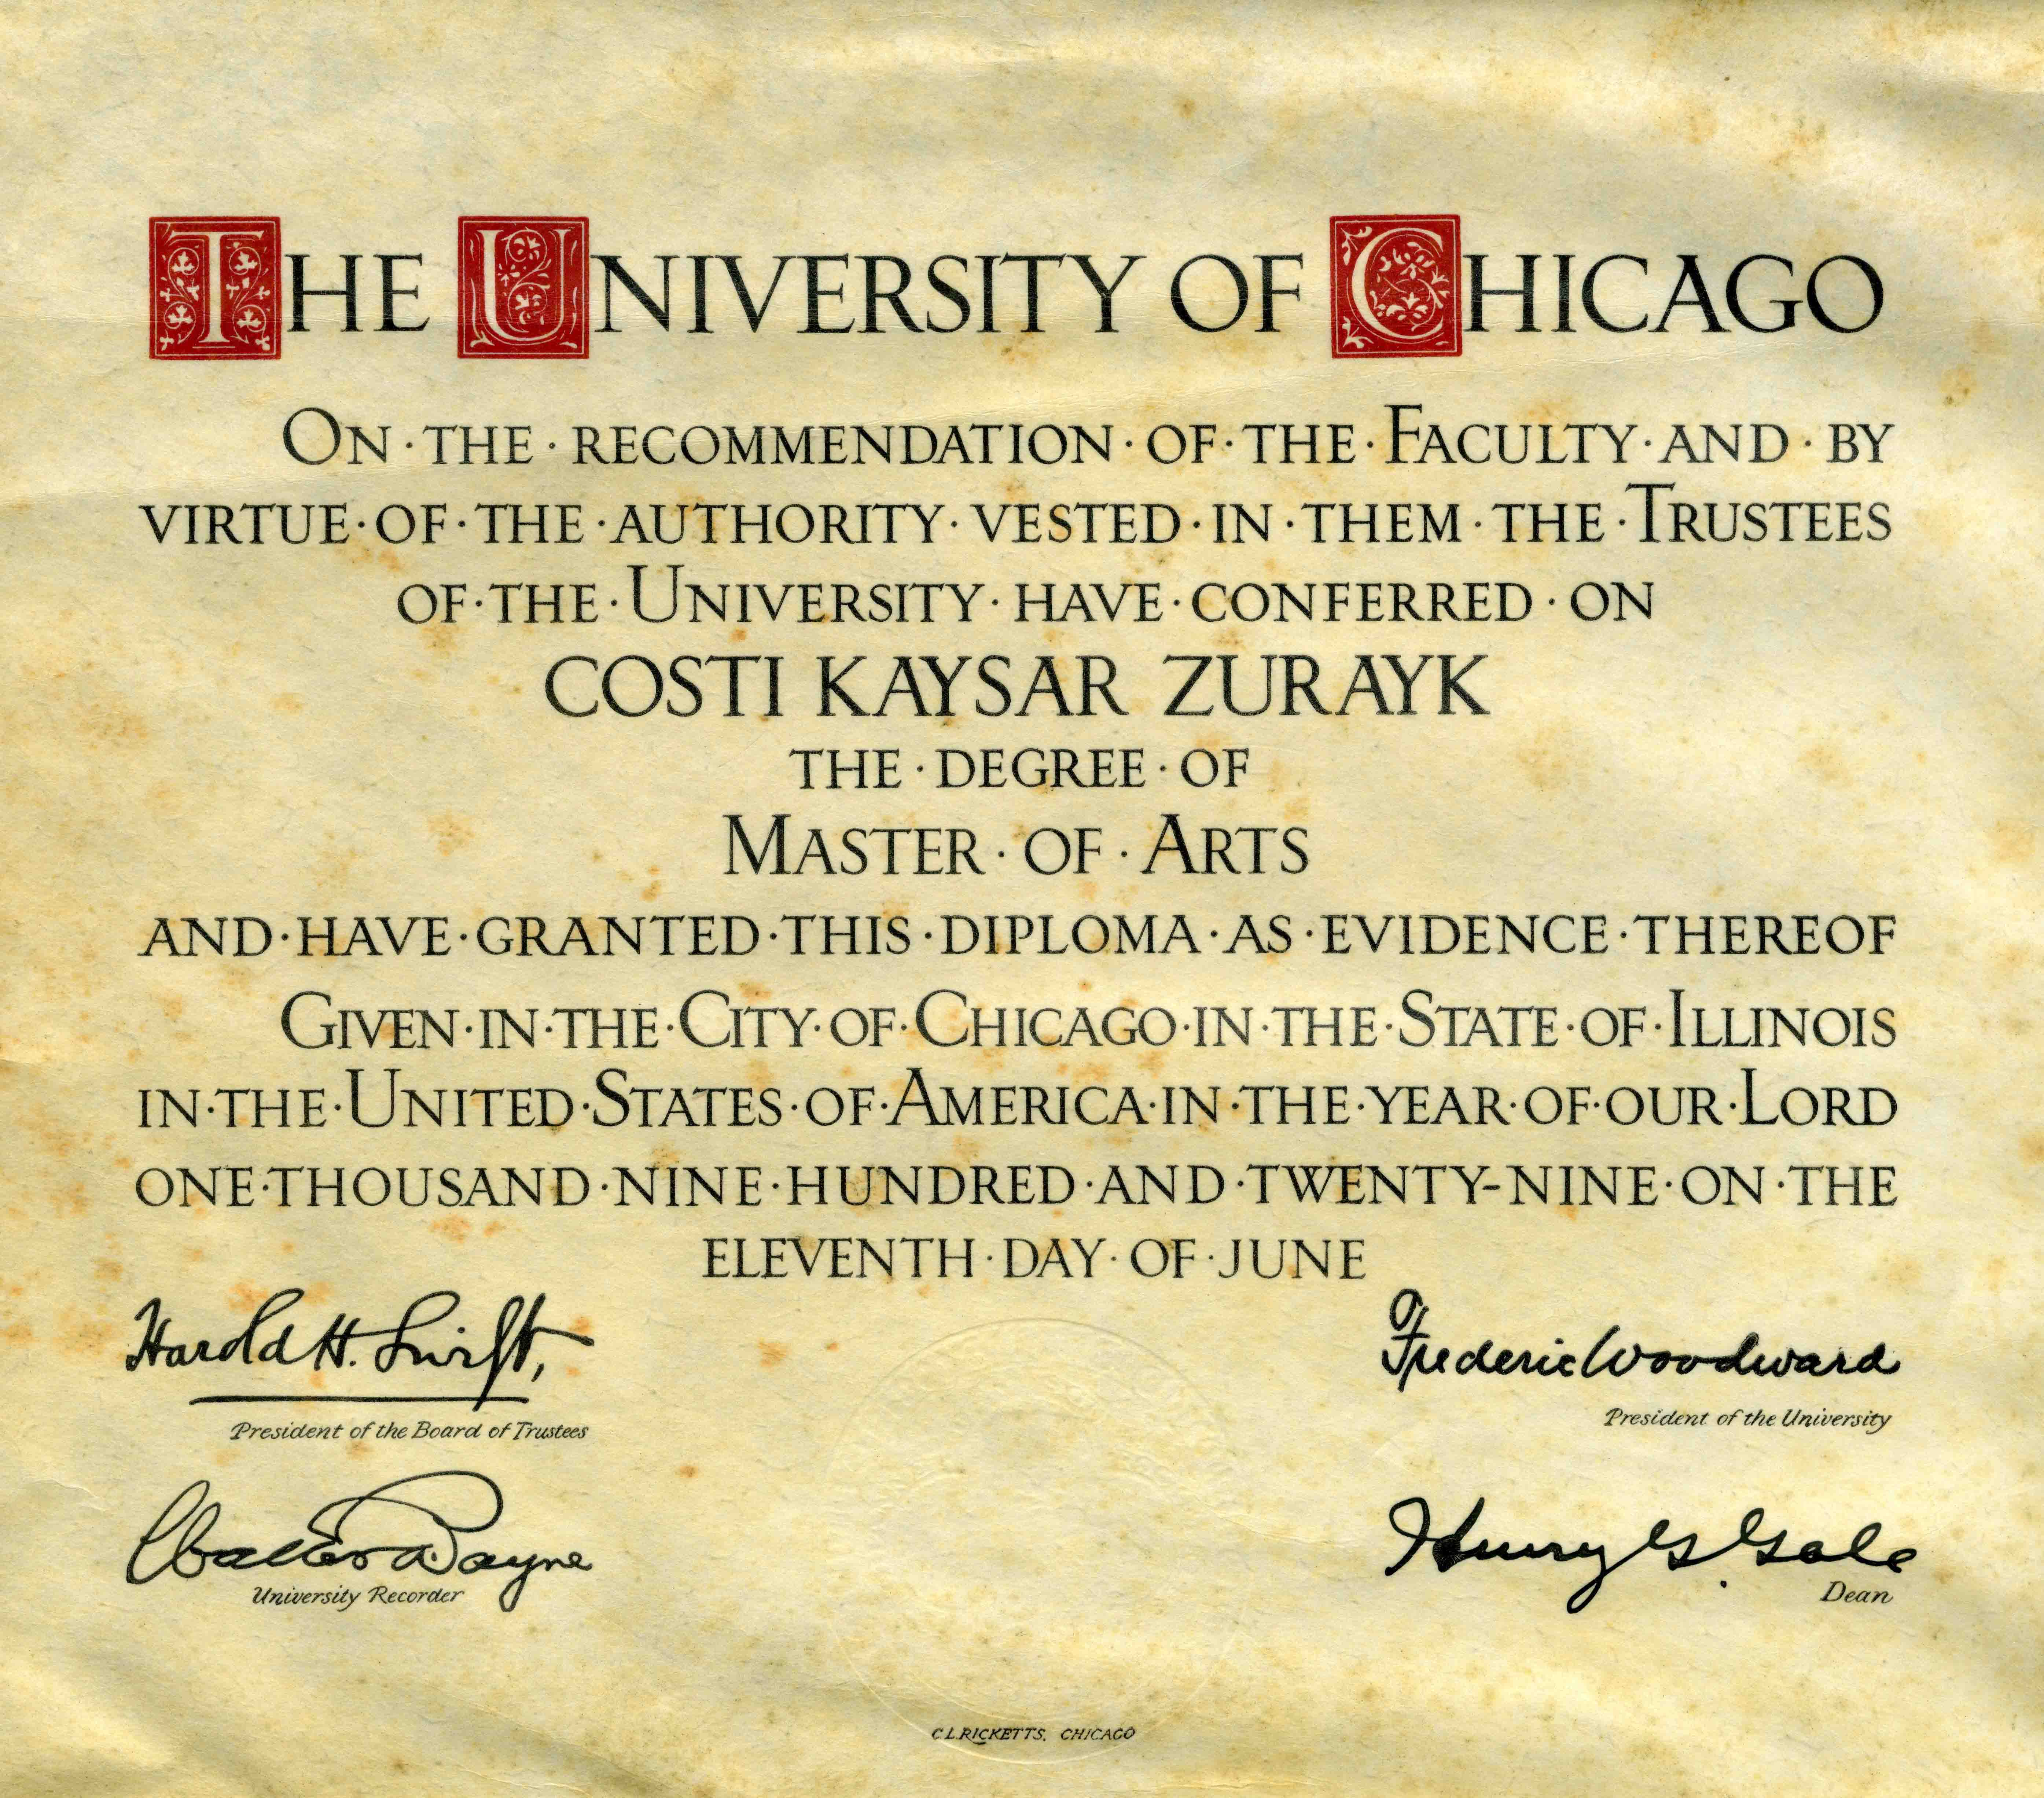 THE UNIVERSITY OF CHICAGO
ON · THE · RECOMMENDATION · OF · THE · FACULTY · AND · BY
VIRTUE · OF · THE · AUTHORITY · VESTED · IN · THEM · THE · TRUSTEES
OF · THE · UNIVERSITY · HAVE · CONFERRED · ON
COSTI KAYSAR ZURAYK
THE · DEGREE · OF
MASTER · OF · ARTS
AND · HAVE · GRANTED · THIS · DIPLOMA · AS · EVIDENCE · THEREOF
GIVEN · IN · THE · CITY · OF · CHICAGO · IN · THE · STATE · OF · ILLINOIS
IN · THE · UNITED · STATES · OF · AMERICA · IN · THE · YEAR · OF · OUR · LORD
ONE · THOUSAND · NINE · HUNDRED · AND · TWENTY-NINE · ON · THE
ELEVENTH · DAY · OF · JUNE
Harold H. Swift,
President of the Board of Trustees
Frederic Woodward
President of the University
Walter A. Payne
University Recorder
Henry G. Gale
Dean
C.L.RICKETTS, CHICAGO